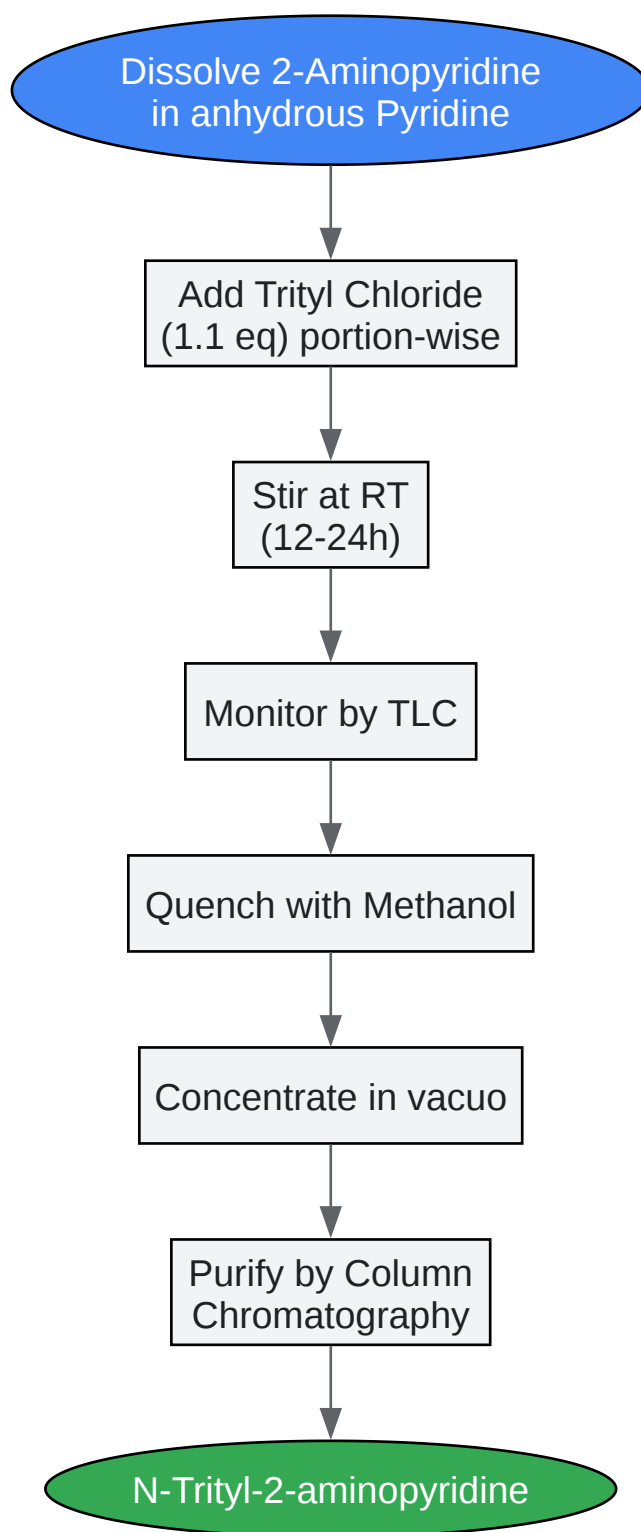 Dissolve 2-Aminopyridine
in anhydrous Pyridine
Add Trityl Chloride
(1.1 eq) portion-wise
Stir at RT
(12-24h)
Monitor by TLC
Quench with Methanol
Concentrate in vacuo
Purify by Column
Chromatography
N-Trityl-2-aminopyridine